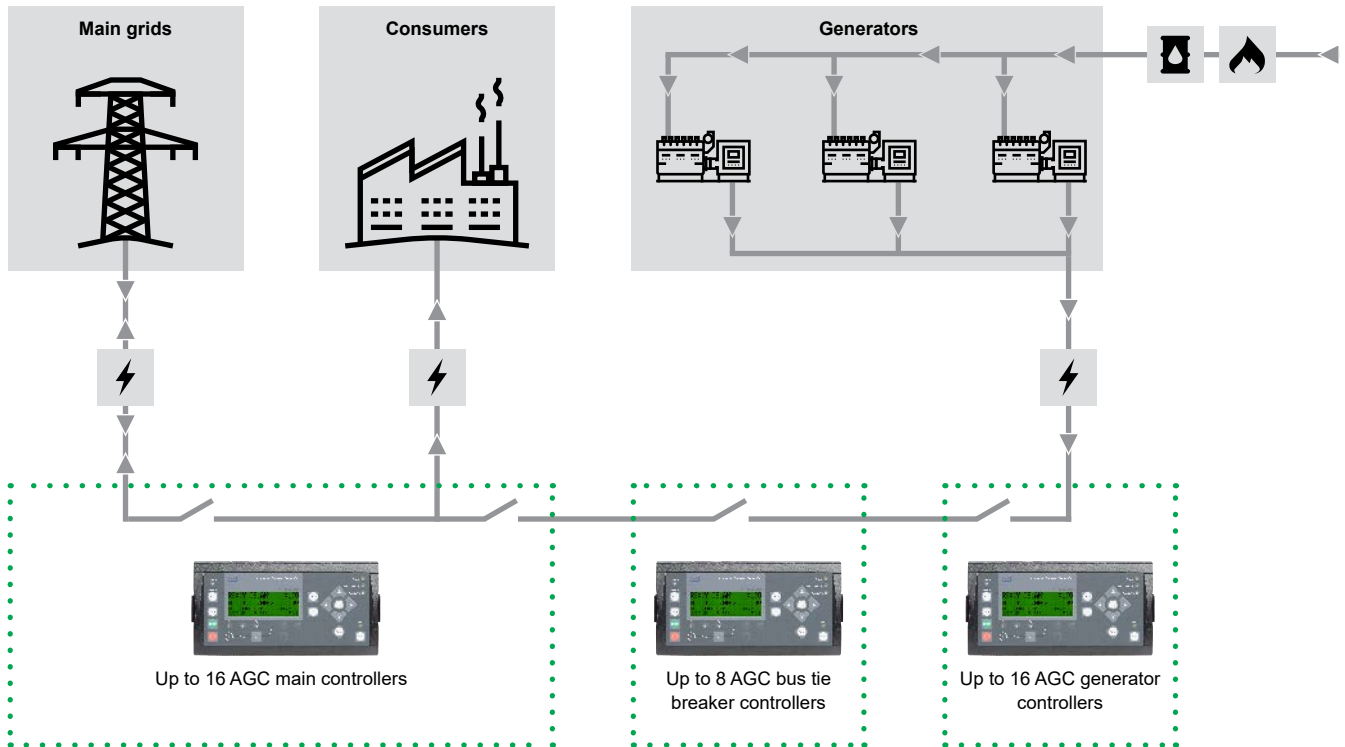 Main grids
Consumers
Generators
Up to 16 AGC main controllers
Up to 8 AGC bus tie
breaker controllers
Up to 16 AGC generator
controllers